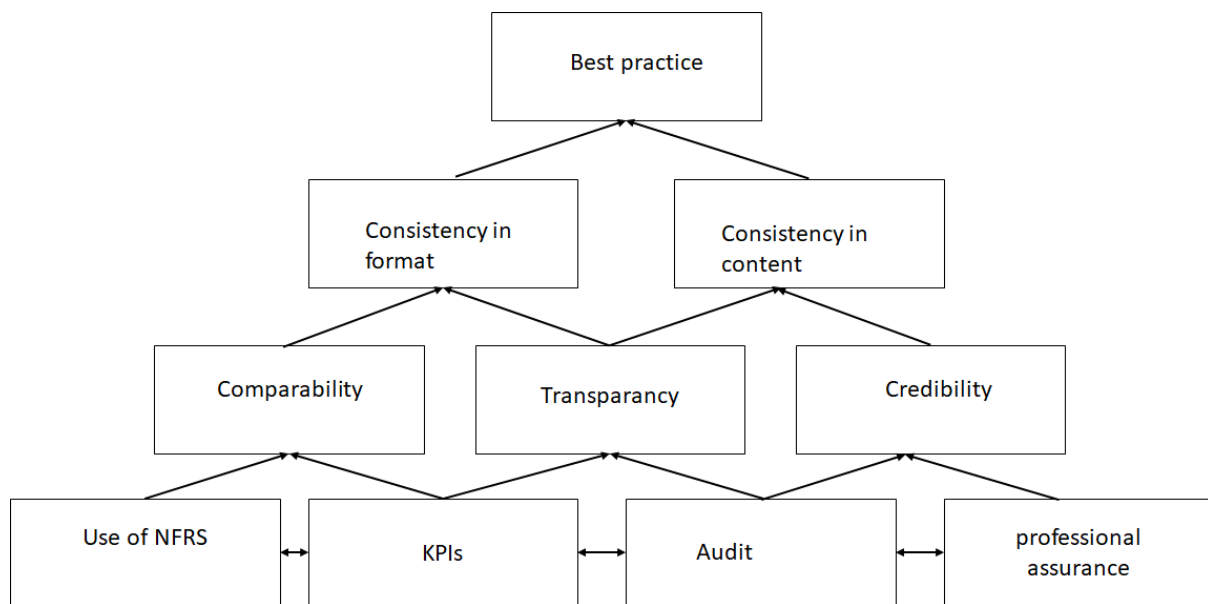 Best practice
Consistency in
format
Consistency in
content
Comparability
Transparancy
Credibility
Use of NFRS
KPIs
Audit
professional
assurance